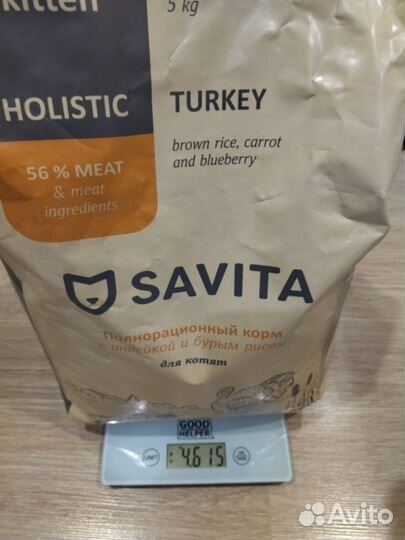 kitten
5 kg
HOLISTIC
TURKEY
brown rice, carrot
and blueberry
56 % MEAT
& meat
ingredients
SAVITA
Полнорационный корм
с индейкой и бурым рисом
для котят
GOOD
HELPER
UNIT
4.615
Avito